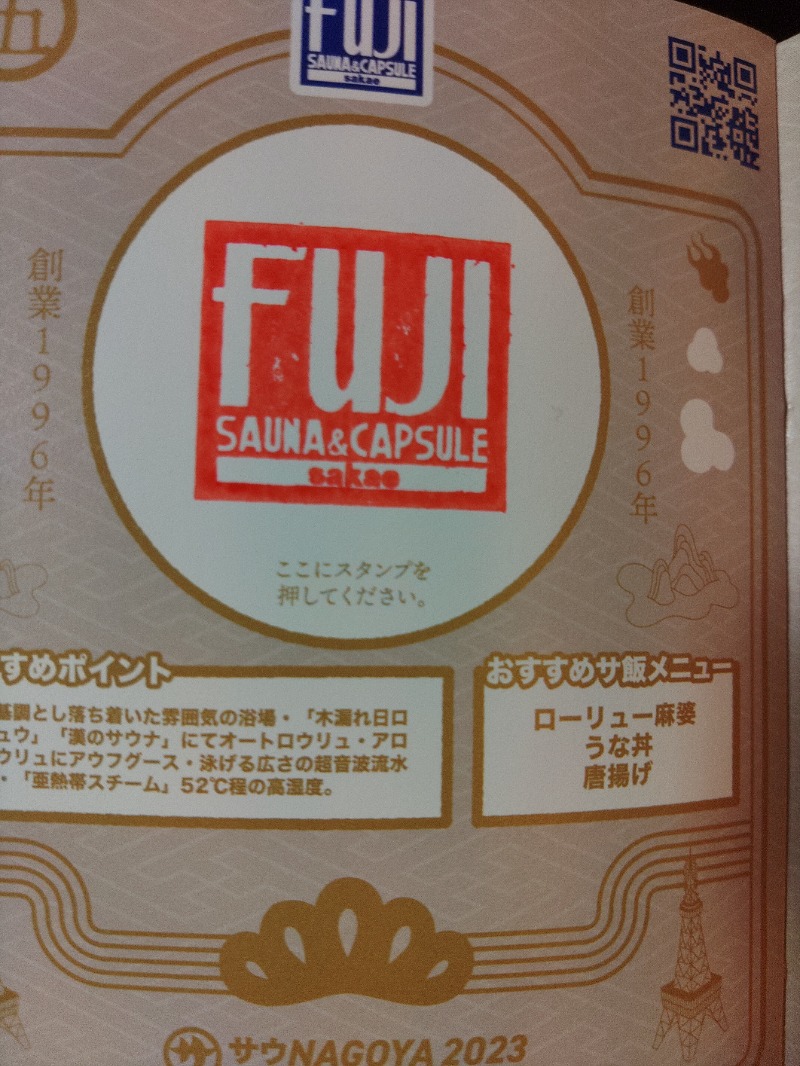 五
FUJI
SAUNA&CAPSULE
sakae
創業1996年
FUJI
SAUNA&CAPSULE
sakae
創業1996年
ここにスタンプを
押してください。
すめポイント
基調とし落ち着いた雰囲気の浴場・「木漏れ日ロ
ュウ」「漢のサウナ」にてオートロウリュ・アロ
ウリュにアウフグース・泳げる広さの超音波流水
・「亜熱帯スチーム」52℃程の高湿度。
おすすめサ飯メニュー
ローリュー麻婆
うな丼
唐揚げ
サ サウNAGOYA 2023